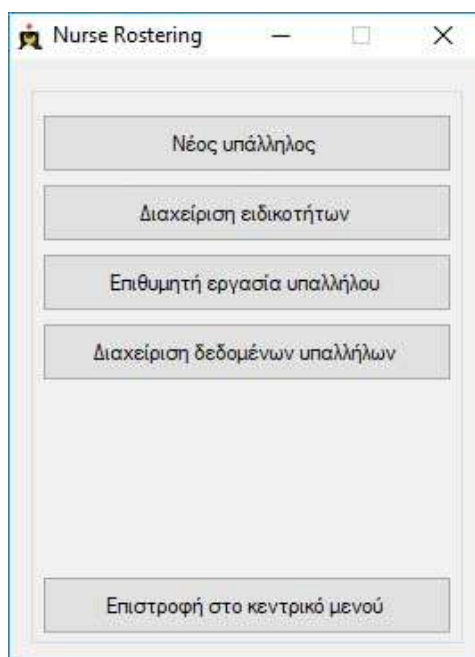 Nurse Rostering
Νέος υπάλληλος
Διαχείριση ειδικοτήτων
Επιθυμητή εργασία υπαλλήλου
Διαχείριση δεδομένων υπαλλήλων
Επιστροφή στο κεντρικό μενού